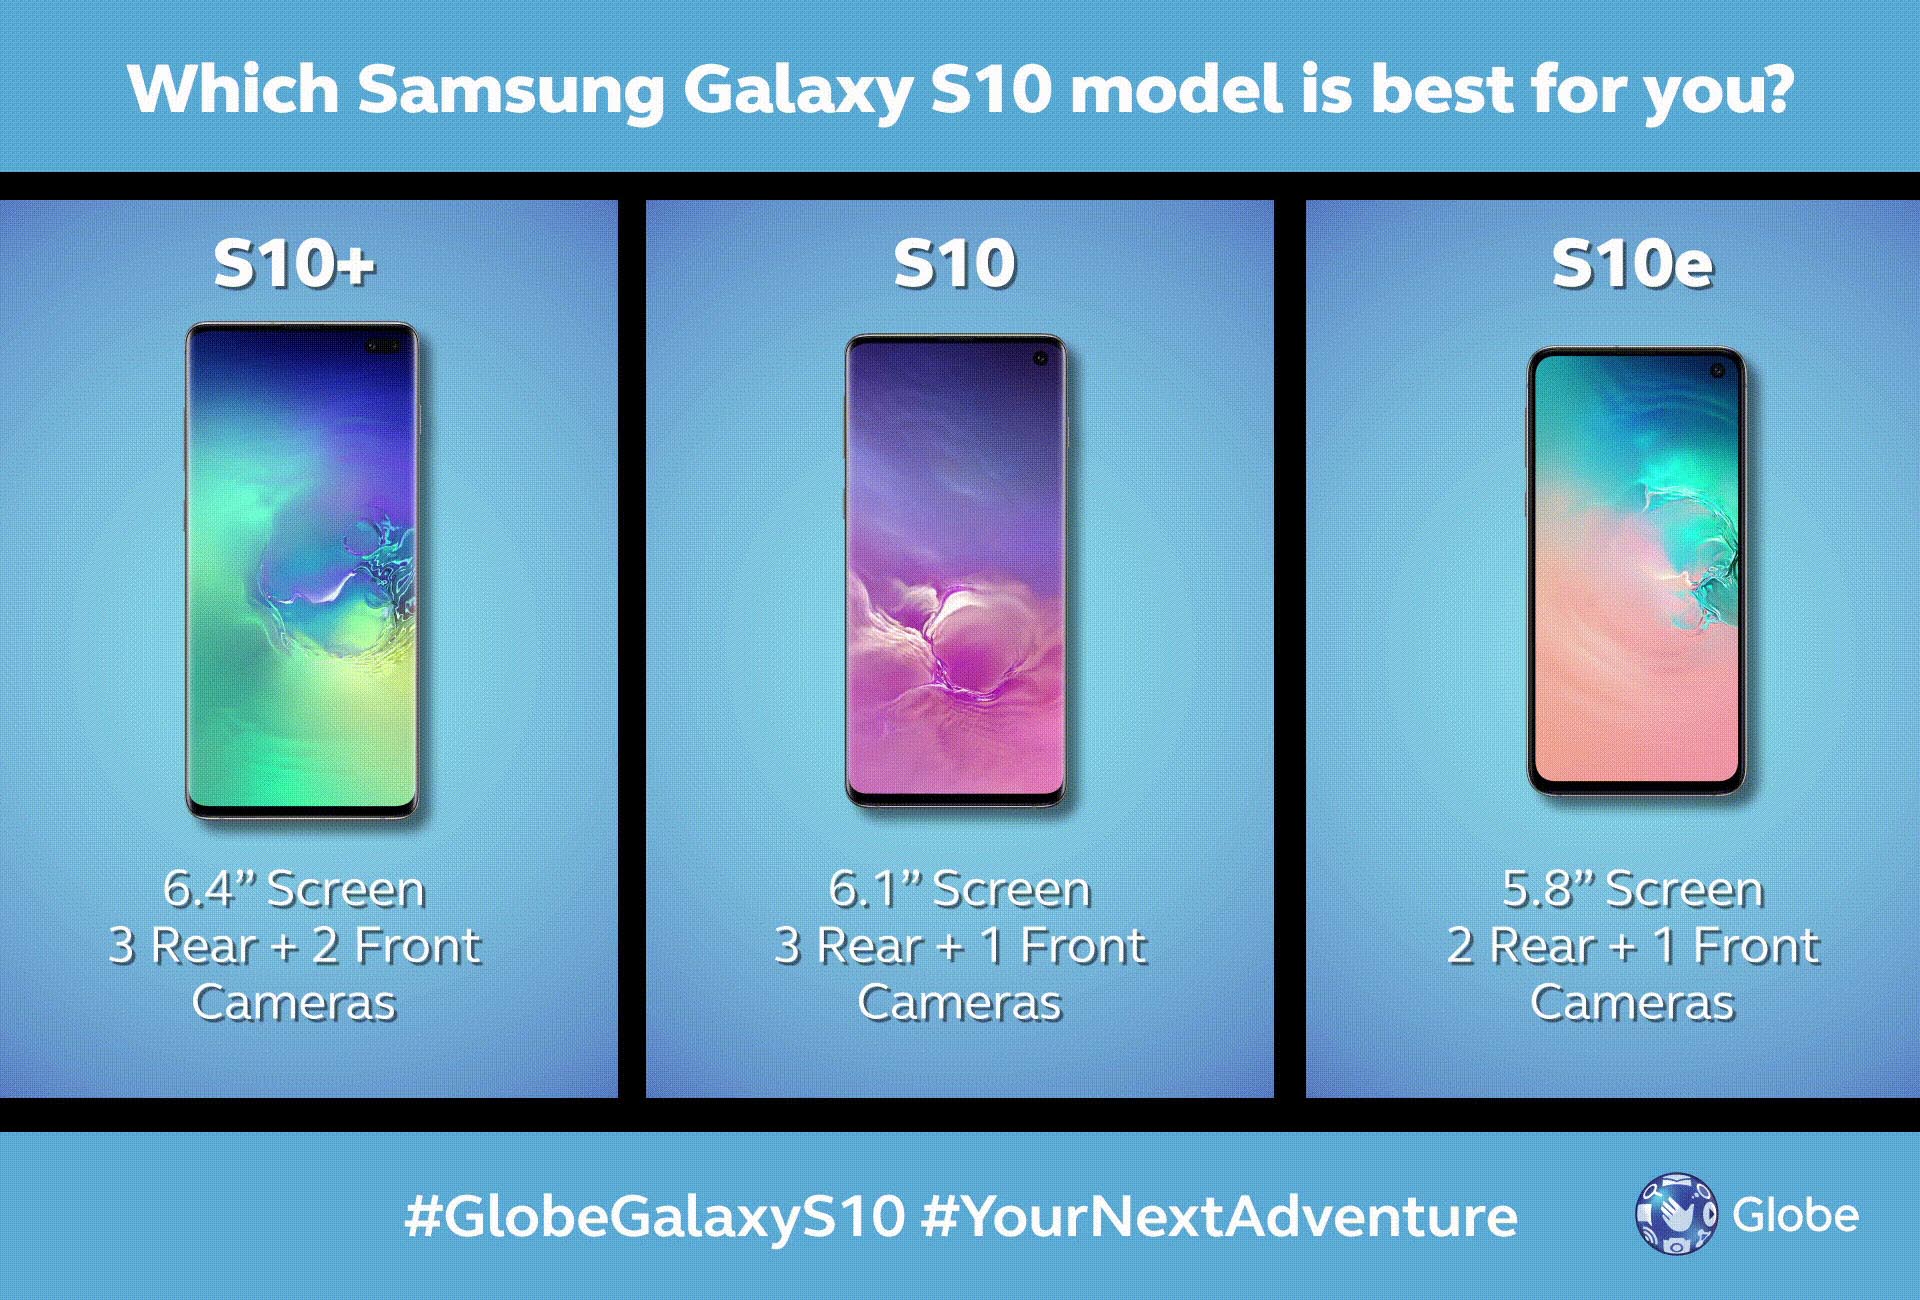 Which Samsung Galaxy S10 model is best for you?
S10+
6.4” Screen
3 Rear + 2 Front
Cameras
S10
6.1” Screen
3 Rear + 1 Front
Cameras
S10e
5.8” Screen
2 Rear + 1 Front
Cameras
#GlobeGalaxyS10 #YourNextAdventure
Globe